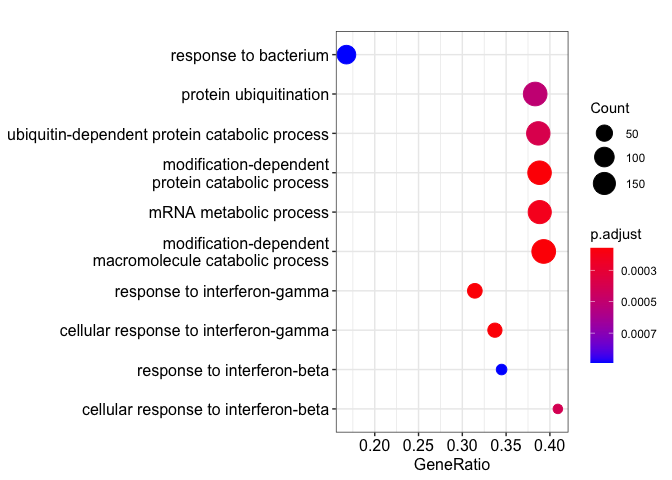 response to bacterium
protein ubiquitination
ubiquitin-dependent protein catabolic process
modification-dependent
protein catabolic process
mRNA metabolic process
modification-dependent
macromolecule catabolic process
response to interferon-gamma
cellular response to interferon-gamma
response to interferon-beta
cellular response to interferon-beta
0.20 0.25 0.30 0.35 0.40
GeneRatio
Count
50
100
150
p.adjust
0.0003
0.0005
0.0007